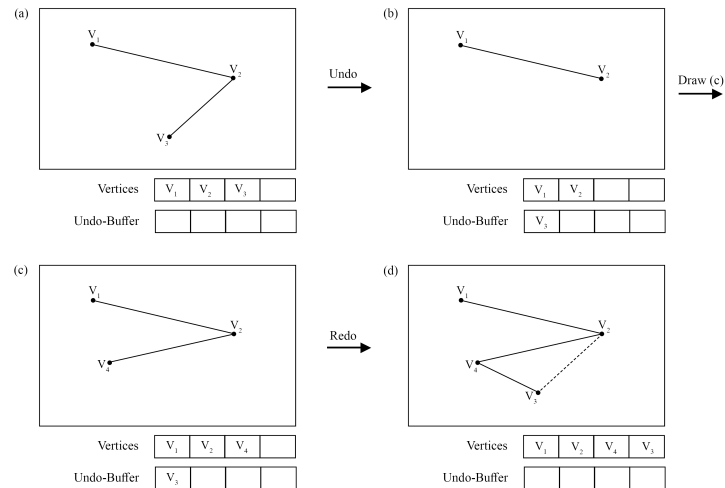 (a)
V1
V2
V3
Vertices V1 V2 V3
Undo-Buffer
Undo
(b)
V1
V2
Vertices V1 V2
Undo-Buffer V3
Draw (c)
(c)
V1
V2
V4
Vertices V1 V2 V4
Undo-Buffer V3
Redo
(d)
V1
V2
V4
V3
Vertices V1 V2 V4 V3
Undo-Buffer